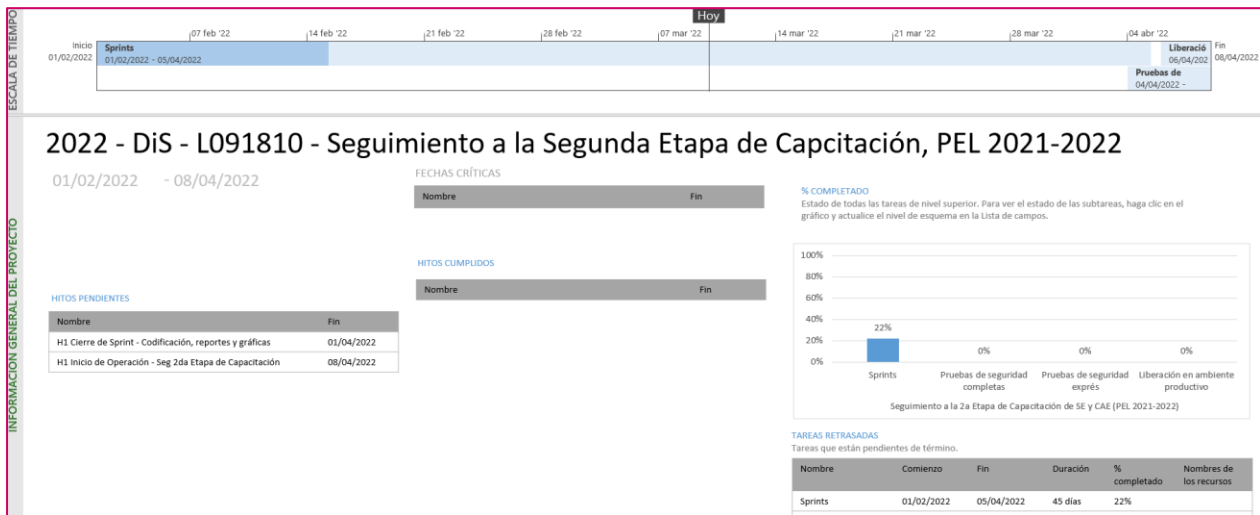 ESCALA DE TIEMPO
Hoy
07 feb '22
14 feb '22
21 feb '22
28 feb '22
07 mar '22
14 mar '22
21 mar '22
28 mar '22
04 abr '22
Inicio
01/02/2022
Sprints
01/02/2022 - 05/04/2022
Liberació
06/04/202
Fin
08/04/2022
Pruebas de
04/04/2022 -
INFORMACION GENERAL DEL PROYECTO
2022 - DiS - L091810 - Seguimiento a la Segunda Etapa de Capcitación, PEL 2021-2022
01/02/2022 - 08/04/2022
HITOS PENDIENTES
Nombre Fin
H1 Cierre de Sprint - Codificación, reportes y gráficas 01/04/2022
H1 Inicio de Operación - Seg 2da Etapa de Capacitación 08/04/2022
FECHAS CRÍTICAS
Nombre Fin
HITOS CUMPLIDOS
Nombre Fin
% COMPLETADO
Estado de todas las tareas de nivel superior. Para ver el estado de las subtareas, haga clic en el
gráfico y actualice el nivel de esquema en la Lista de campos.
100%
80%
60%
40%
20%
0%
22%
0%
0%
0%
Sprints
Pruebas de seguridad
completas
Pruebas de seguridad
exprés
Liberación en ambiente
productivo
Seguimiento a la 2a Etapa de Capacitación de SE y CAE (PEL 2021-2022)
TAREAS RETRASADAS
Tareas que están pendientes de término.
Nombre Comienzo Fin Duración % completado Nombres de los recursos
Sprints 01/02/2022 05/04/2022 45 días 22%